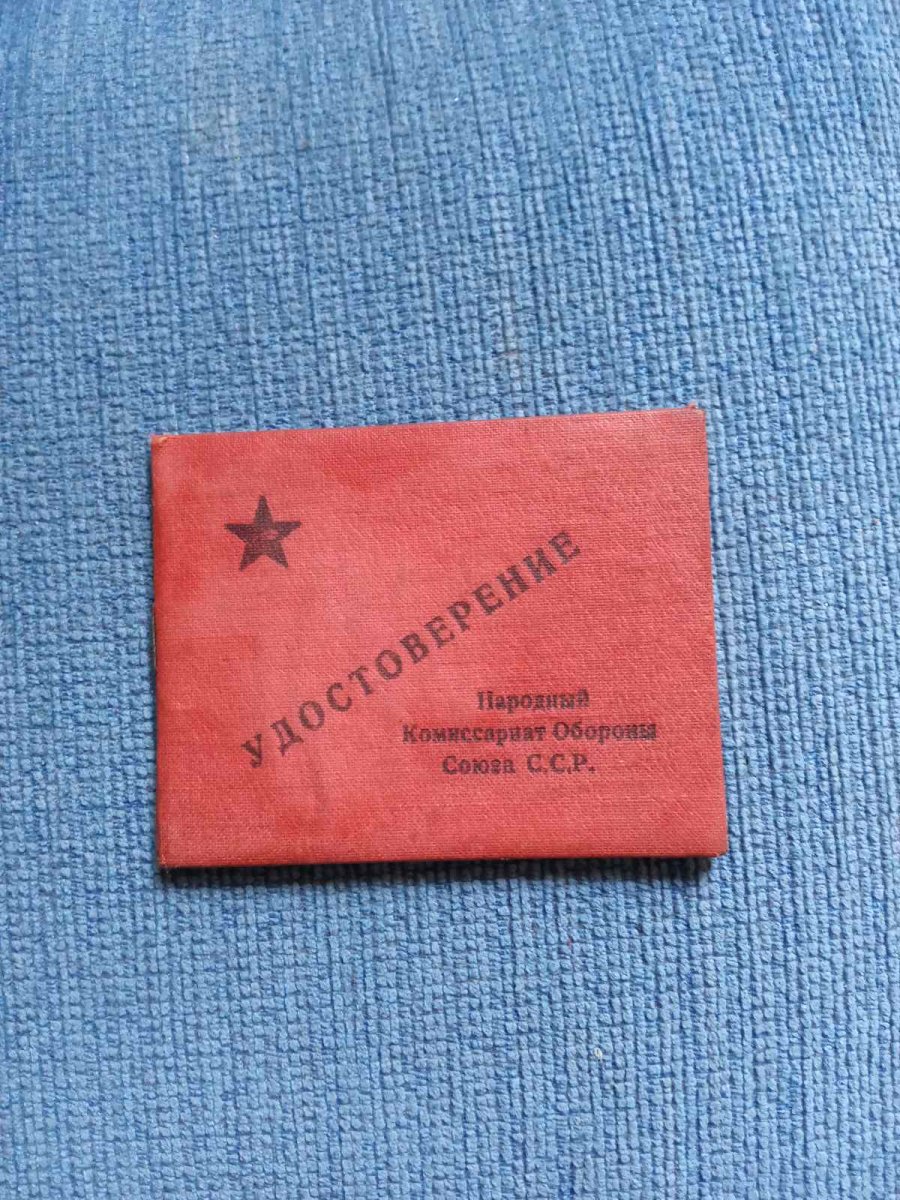 УДОСТОВЕРЕНИЕ
Народный
Комиссариат Обороны
Союза С.С.Р.